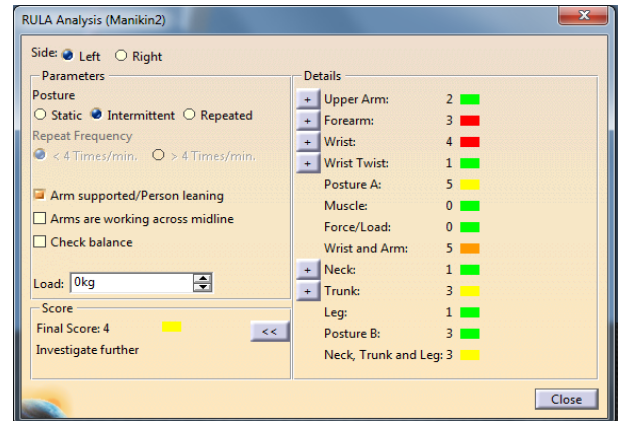 RULA Analysis (Manikin2)
Side: Left Right
Parameters
Posture
Static Intermittent Repeated
Repeat Frequency
< 4 Times/min. > 4 Times/min.
Arm supported/Person leaning
Arms are working across midline
Check balance
Load: 0kg
Score
Final Score: 4
<<
Investigate further
Details
+ Upper Arm: 2
+ Forearm: 3
+ Wrist: 4
+ Wrist Twist: 1
Posture A: 5
Muscle: 0
Force/Load: 0
Wrist and Arm: 5
+ Neck: 1
+ Trunk: 3
Leg: 1
Posture B: 3
Neck, Trunk and Leg: 3
Close